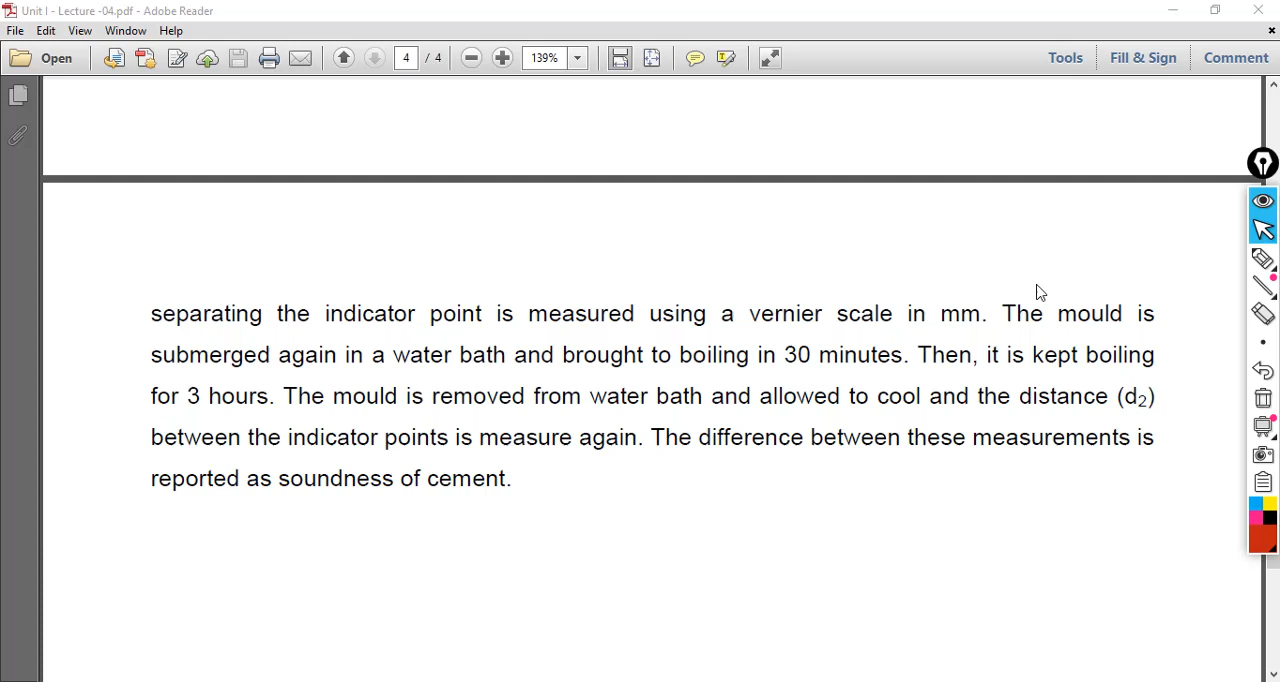 Unit I - Lecture -04.pdf - Adobe Reader
File Edit View Window Help
Open 4 / 4 139% Tools Fill & Sign Comment
separating the indicator point is measured using a vernier scale in mm. The mould is
submerged again in a water bath and brought to boiling in 30 minutes. Then, it is kept boiling
for 3 hours. The mould is removed from water bath and allowed to cool and the distance (d₂)
between the indicator points is measure again. The difference between these measurements is
reported as soundness of cement.